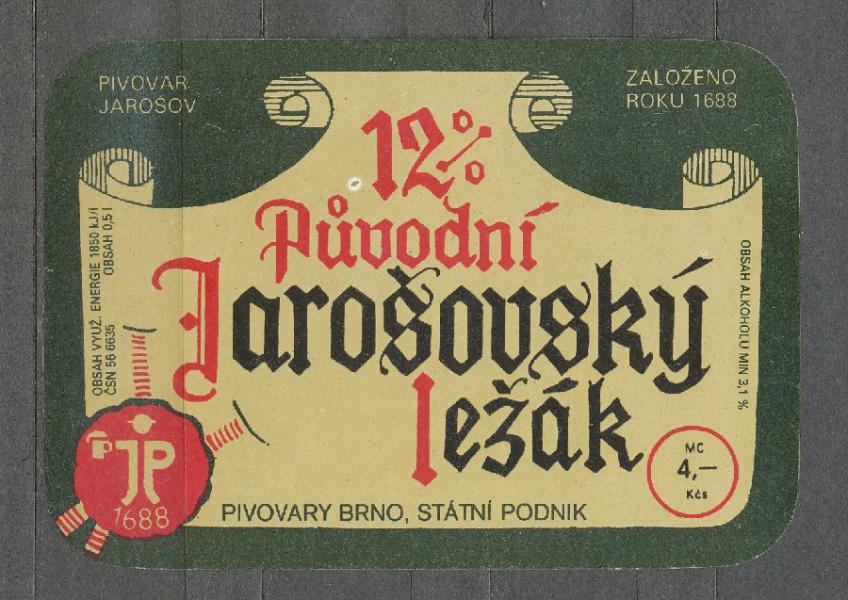 PIVOVAR
JAROŠOV
ZALOŽENO
ROKU 1688
12%
Původní
Jarošovský
ležák
OBSAH VYUŽ. ENERGIE 1850 kJ/l
OBSAH 0,5 l
ČSN 56 6635
OBSAH ALKOHOLU MIN 3,1 %
JP
1688
MC
4,—
Kčs
PIVOVARY BRNO, STÁTNÍ PODNIK